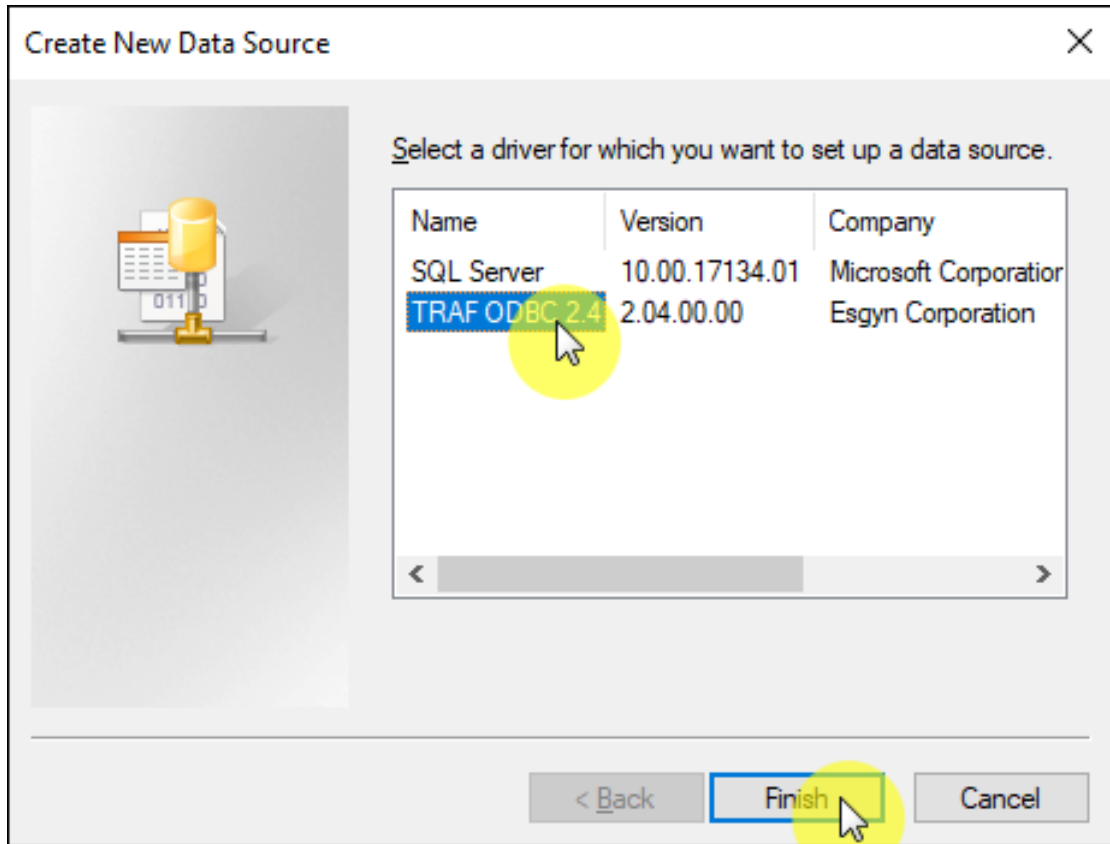 Create New Data Source
Select a driver for which you want to set up a data source.
Name Version Company
SQL Server 10.00.17134.01 Microsoft Corporation
TRAF ODBC 2.4 2.04.00.00 Esgyn Corporation
< Back Finish Cancel